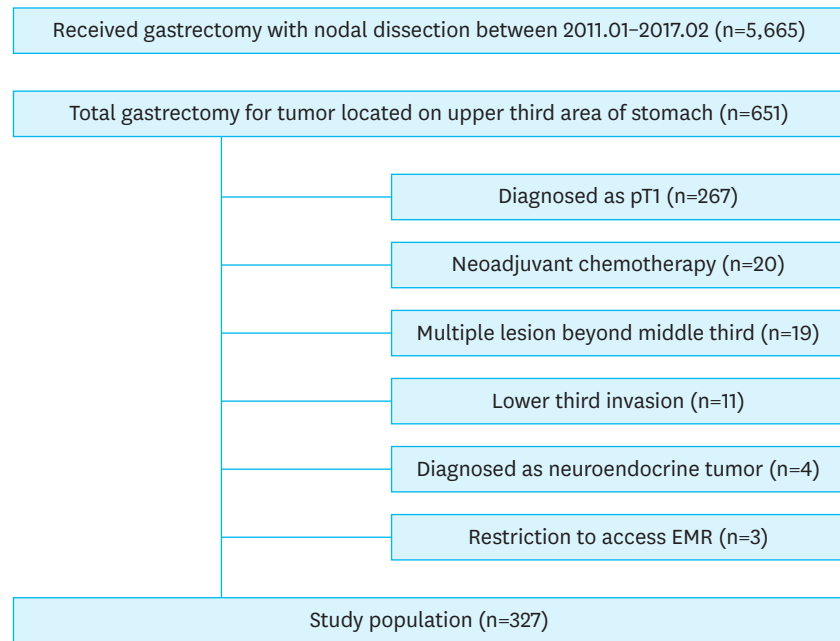 Received gastrectomy with nodal dissection between 2011.01–2017.02 (n=5,665)
Total gastrectomy for tumor located on upper third area of stomach (n=651)
Diagnosed as pT1 (n=267)
Neoadjuvant chemotherapy (n=20)
Multiple lesion beyond middle third (n=19)
Lower third invasion (n=11)
Diagnosed as neuroendocrine tumor (n=4)
Restriction to access EMR (n=3)
Study population (n=327)